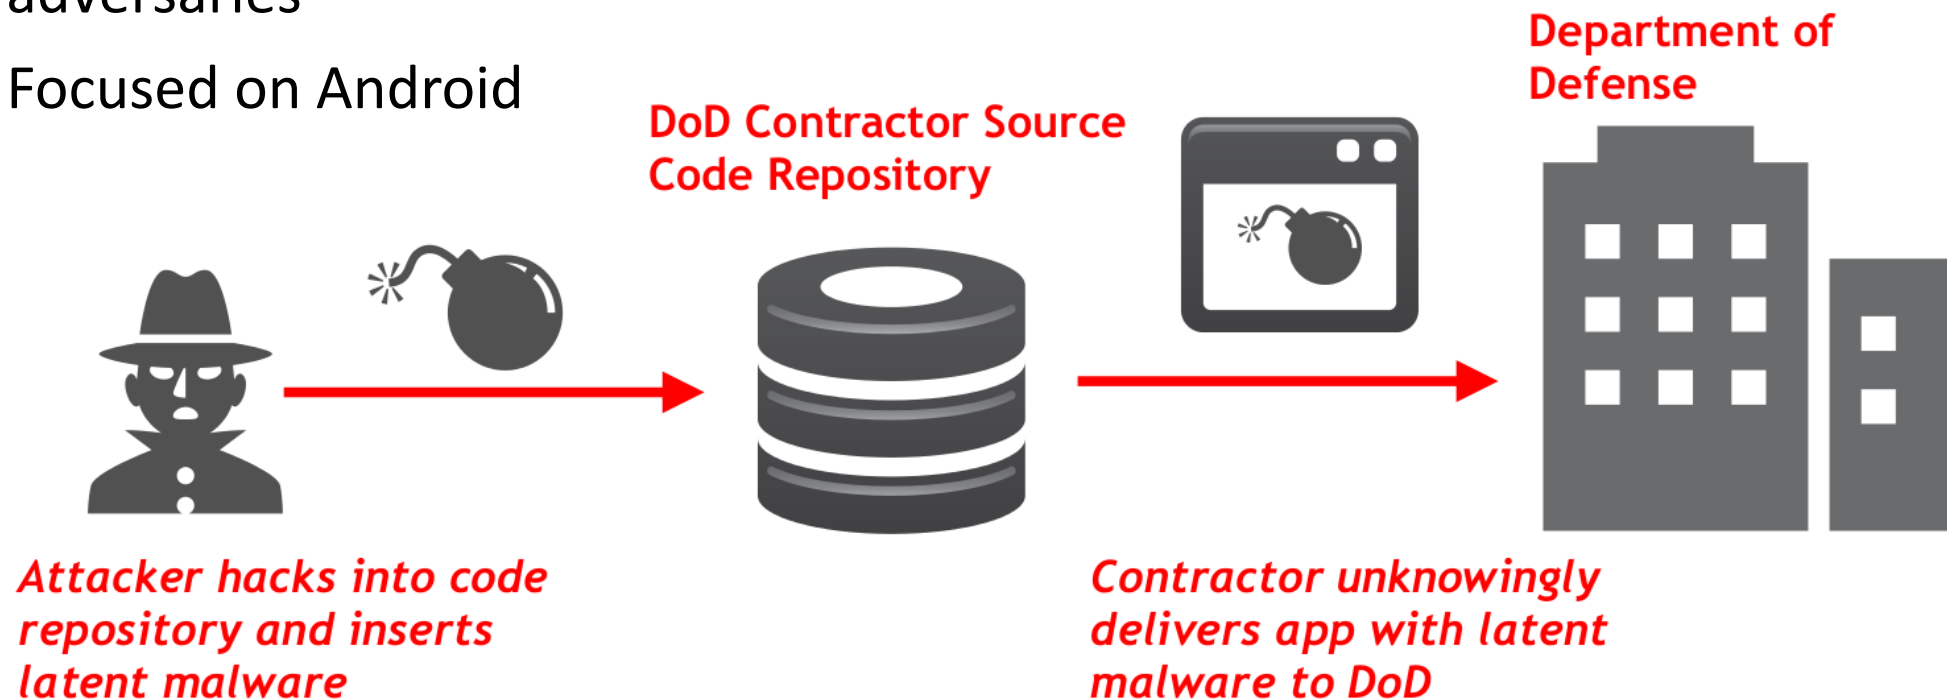 adversaries
Focused on Android
Department of
Defense
DoD Contractor Source
Code Repository
Attacker hacks into code
repository and inserts
latent malware
Contractor unknowingly
delivers app with latent
malware to DoD